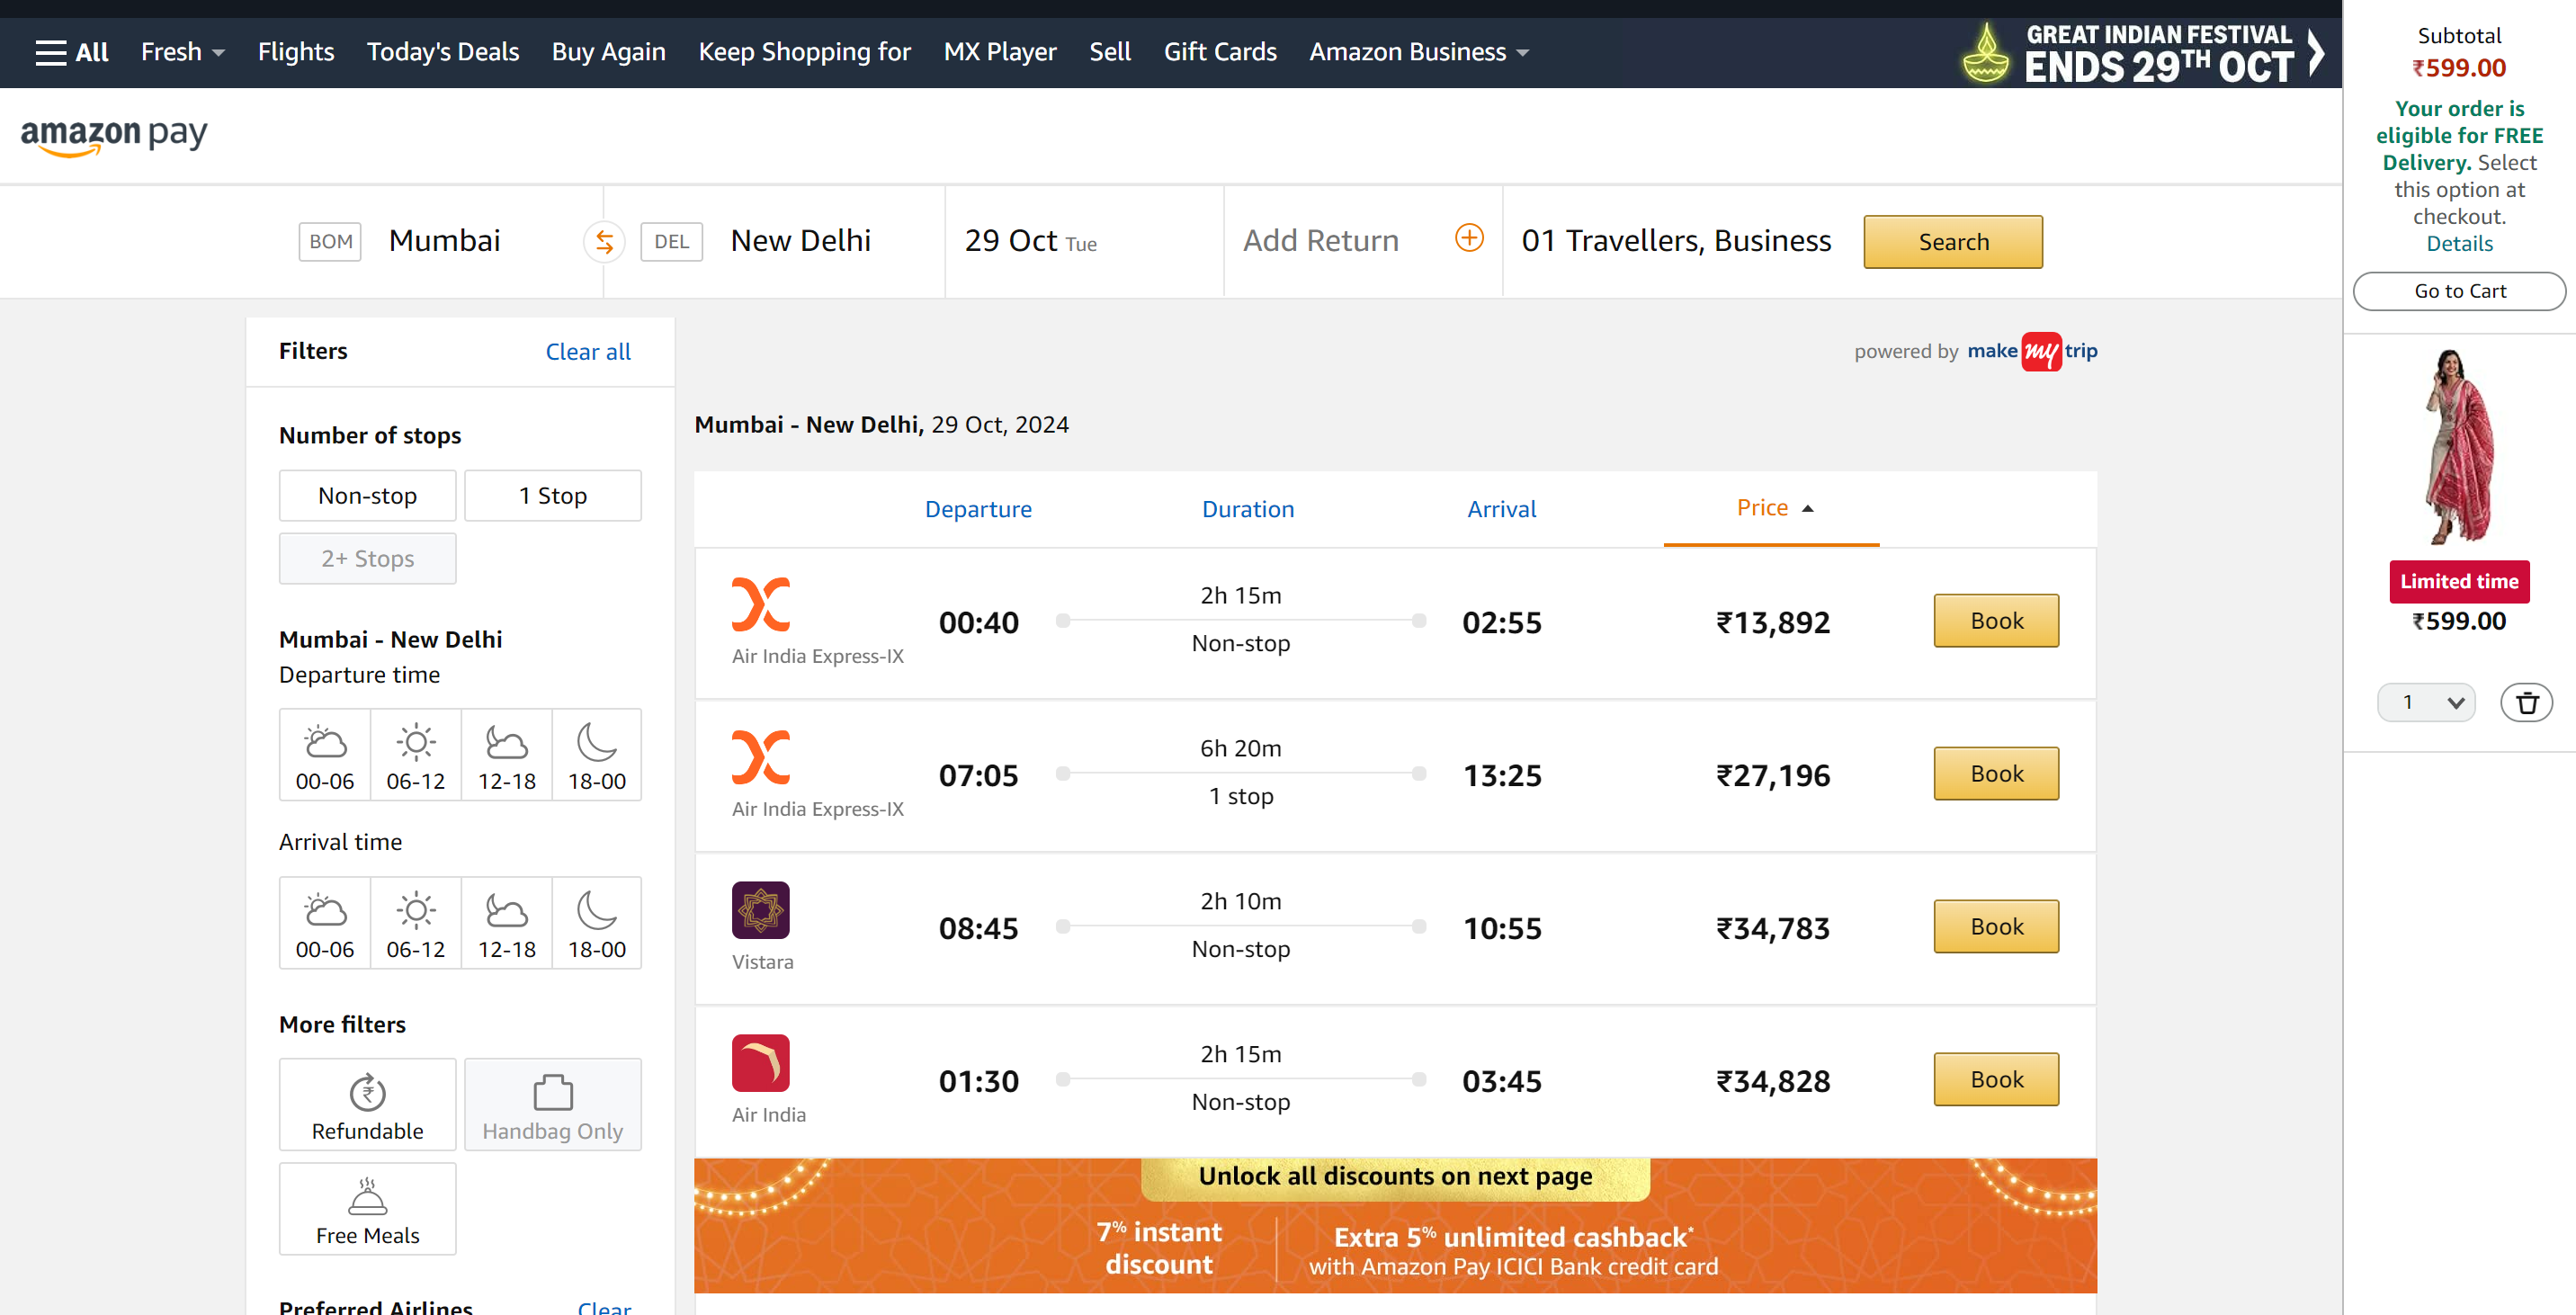 All
Fresh
Flights
Today's Deals
Buy Again
Keep Shopping for
MX Player
Sell
Gift Cards
Amazon Business
GREAT INDIAN FESTIVAL
ENDS 29TH OCT
Subtotal
₹599.00
Your order is
eligible for FREE
Delivery. Select
this option at
checkout.
Details
Go to Cart
Limited time
₹599.00
1
amazon pay
BOM Mumbai
DEL New Delhi
29 Oct Tue
Add Return
01 Travellers, Business
Search
Filters
Clear all
Number of stops
Non-stop
1 Stop
2+ Stops
Mumbai - New Delhi
Departure time
00-06
06-12
12-18
18-00
Arrival time
00-06
06-12
12-18
18-00
More filters
Refundable
Handbag Only
Free Meals
Preferred Airlines
Clear
powered by make my trip
Mumbai - New Delhi, 29 Oct, 2024
Departure
Duration
Arrival
Price
Air India Express-IX
00:40
2h 15m
Non-stop
02:55
₹13,892
Book
Air India Express-IX
07:05
6h 20m
1 stop
13:25
₹27,196
Book
Vistara
08:45
2h 10m
Non-stop
10:55
₹34,783
Book
Air India
01:30
2h 15m
Non-stop
03:45
₹34,828
Book
Unlock all discounts on next page
7% instant
discount
Extra 5% unlimited cashback*
with Amazon Pay ICICI Bank credit card